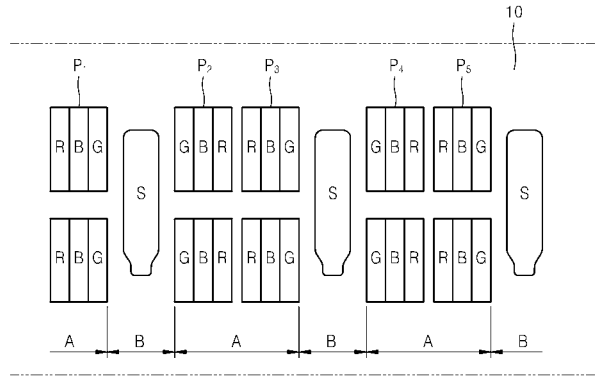 10
P₁ P₂ P₃ P₄ P₅
R B G G B R R B G G B R R B G
S S S
R B G G B R R B G G B R R B G
A B A B A B